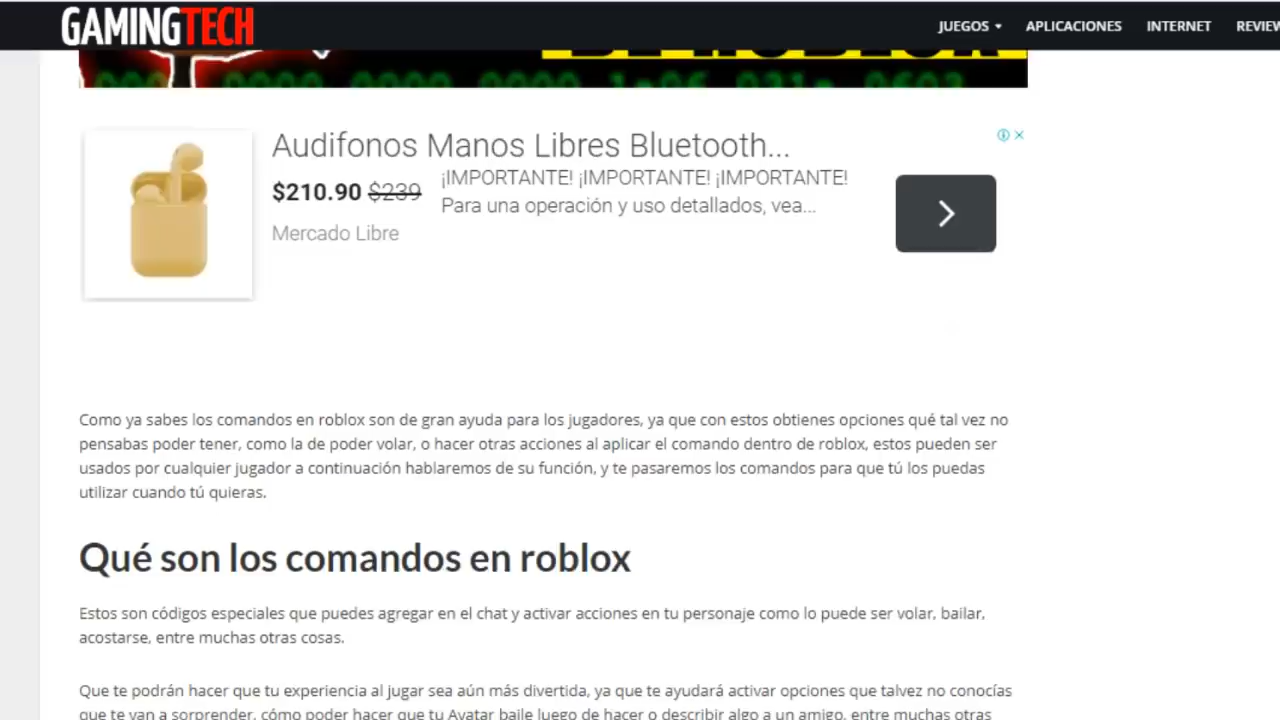 GAMINGTECH
JUEGOS
APLICACIONES
INTERNET
Audifonos Manos Libres Bluetooth...
$210.90 $239
¡IMPORTANTE! ¡IMPORTANTE! ¡IMPORTANTE!
Para una operación y uso detallados, vea...
Mercado Libre
Como ya sabes los comandos en roblox son de gran ayuda para los jugadores, ya que con estos obtienes opciones qué tal vez no
pensabas poder tener, como la de poder volar, o hacer otras acciones al aplicar el comando dentro de roblox, estos pueden ser
usados por cualquier jugador a continuación hablaremos de su función, y te pasaremos los comandos para que tú los puedas
utilizar cuando tú quieras.
Qué son los comandos en roblox
Estos son códigos especiales que puedes agregar en el chat y activar acciones en tu personaje como lo puede ser volar, bailar,
acostarse, entre muchas otras cosas.
Que te podrán hacer que tu experiencia al jugar sea aún más divertida, ya que te ayudará activar opciones que talvez no conocías
que te van a sorprender, cómo poder hacer que tu Avatar baile luego de hacer o describir algo a un amigo, entre muchas otras